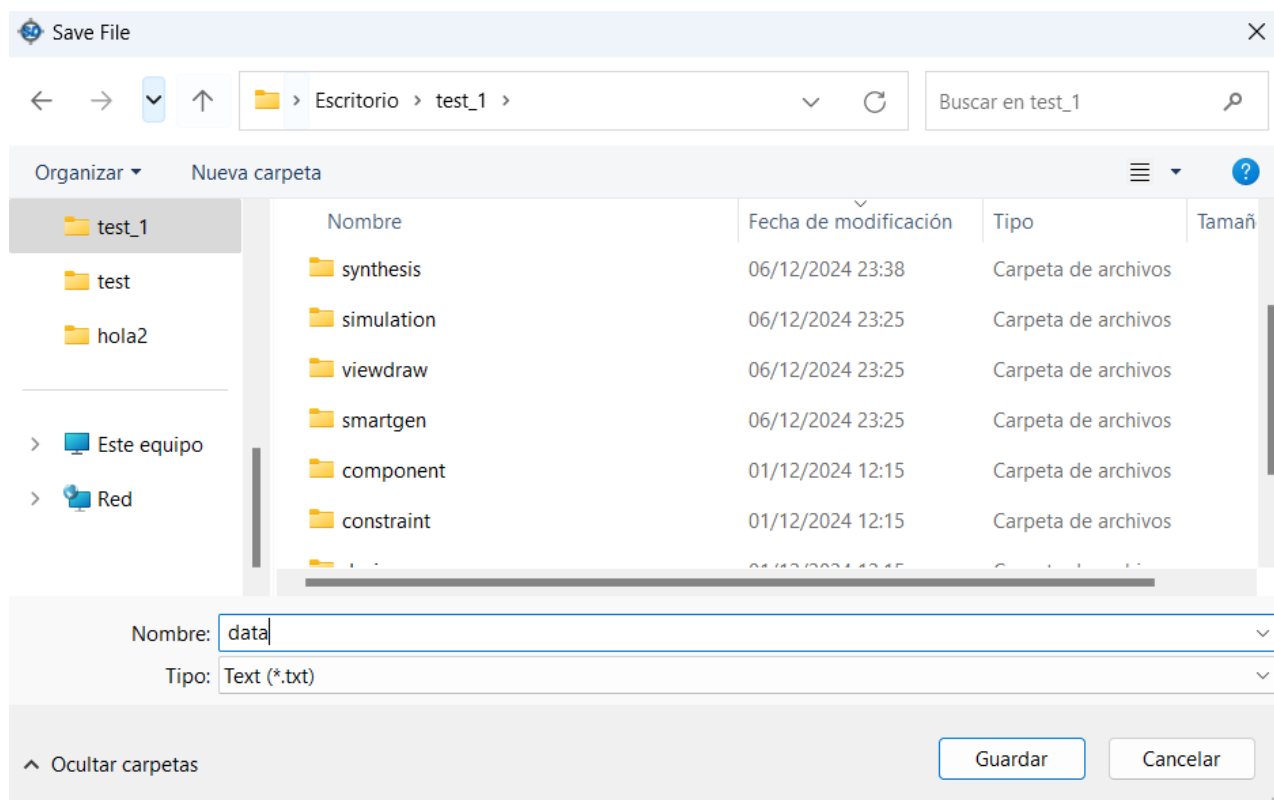 SD Save File
Escritorio > test_1 >
Buscar en test_1
Organizar
Nueva carpeta
?
test_1
test
hola2
Este equipo
Red
Nombre Fecha de modificación Tipo Tamañ
synthesis 06/12/2024 23:38 Carpeta de archivos
simulation 06/12/2024 23:25 Carpeta de archivos
viewdraw 06/12/2024 23:25 Carpeta de archivos
smartgen 06/12/2024 23:25 Carpeta de archivos
component 01/12/2024 12:15 Carpeta de archivos
constraint 01/12/2024 12:15 Carpeta de archivos
Nombre: data
Tipo: Text (*.txt)
Ocultar carpetas
Guardar
Cancelar